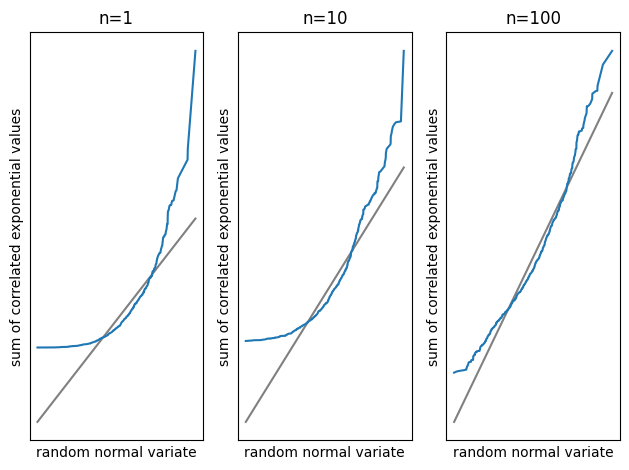 n=1
n=10
n=100
sum of correlated exponential values
sum of correlated exponential values
sum of correlated exponential values
random normal variate
random normal variate
random normal variate